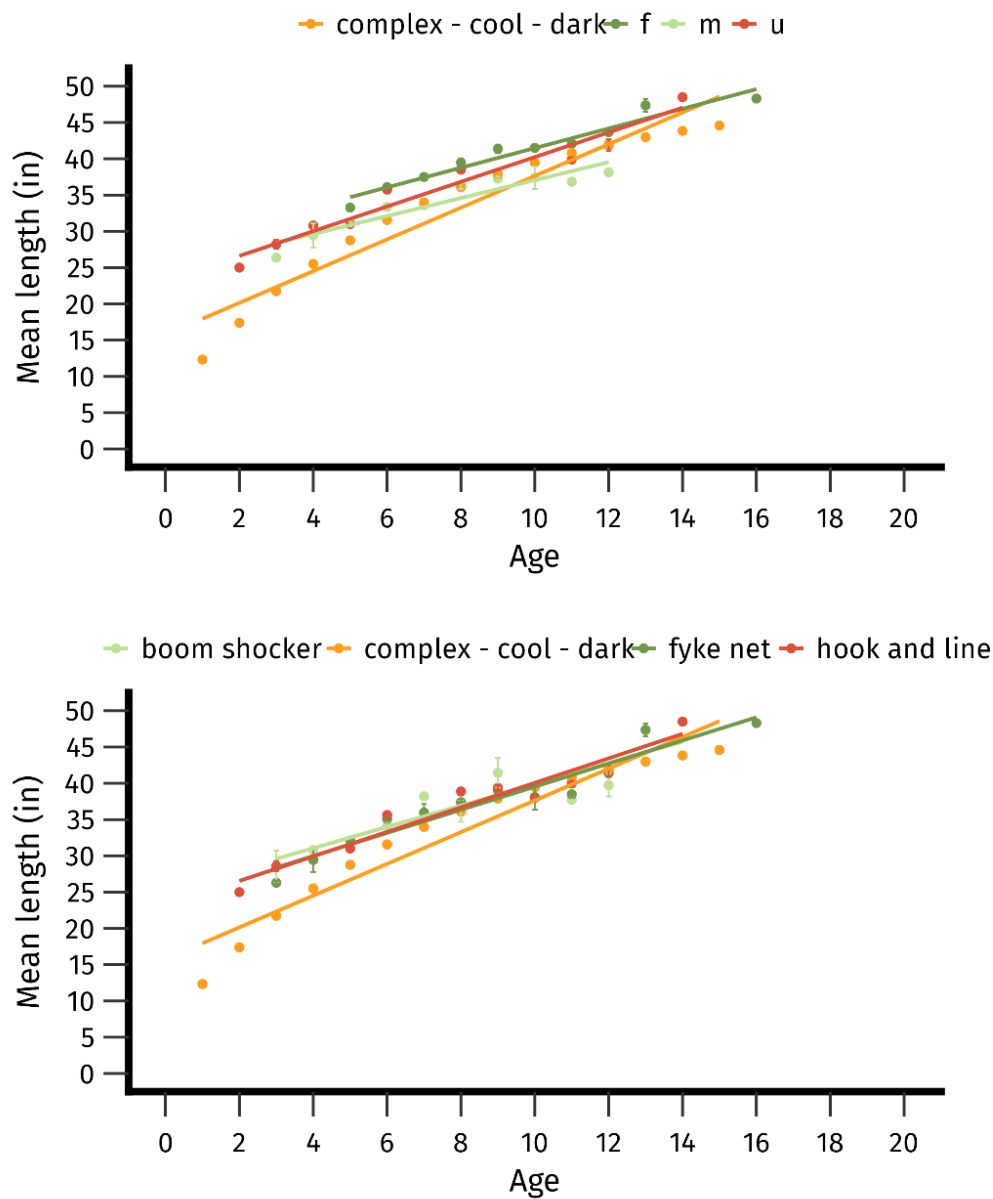 complex - cool - dark f m u
50
45
40
35
30
25
20
15
10
5
0
Mean length (in)
0 2 4 6 8 10 12 14 16 18 20
Age
boom shocker complex - cool - dark fyke net hook and line
50
45
40
35
30
25
20
15
10
5
0
Mean length (in)
0 2 4 6 8 10 12 14 16 18 20
Age